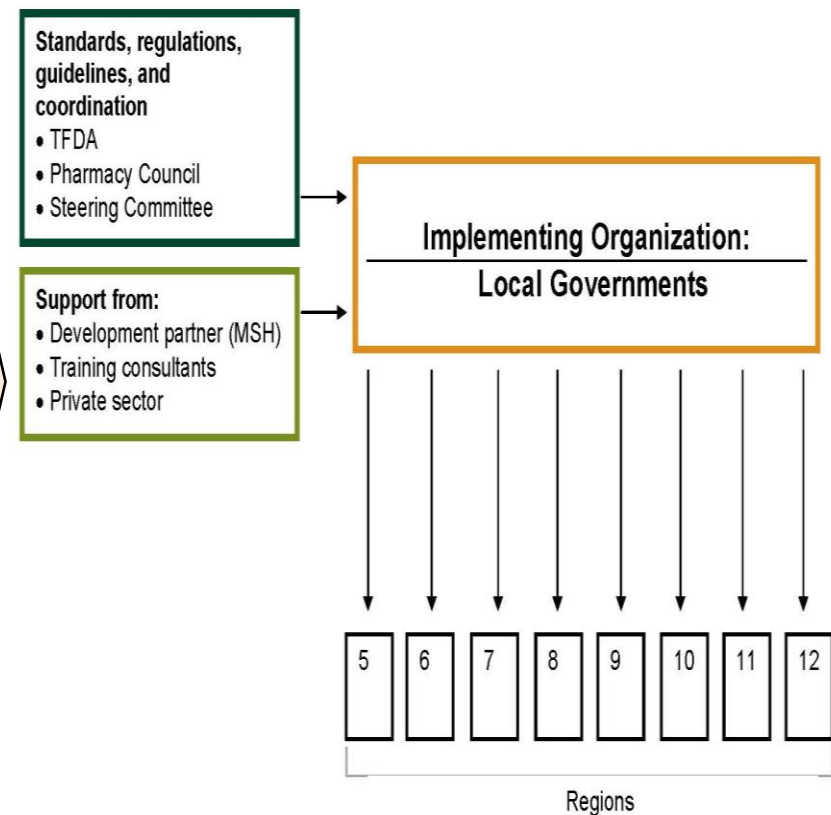 Standards, regulations,
guidelines, and
coordination
• TFDA
• Pharmacy Council
• Steering Committee
Support from:
• Development partner (MSH)
• Training consultants
• Private sector
Implementing Organization:
Local Governments
5 6 7 8 9 10 11 12
Regions